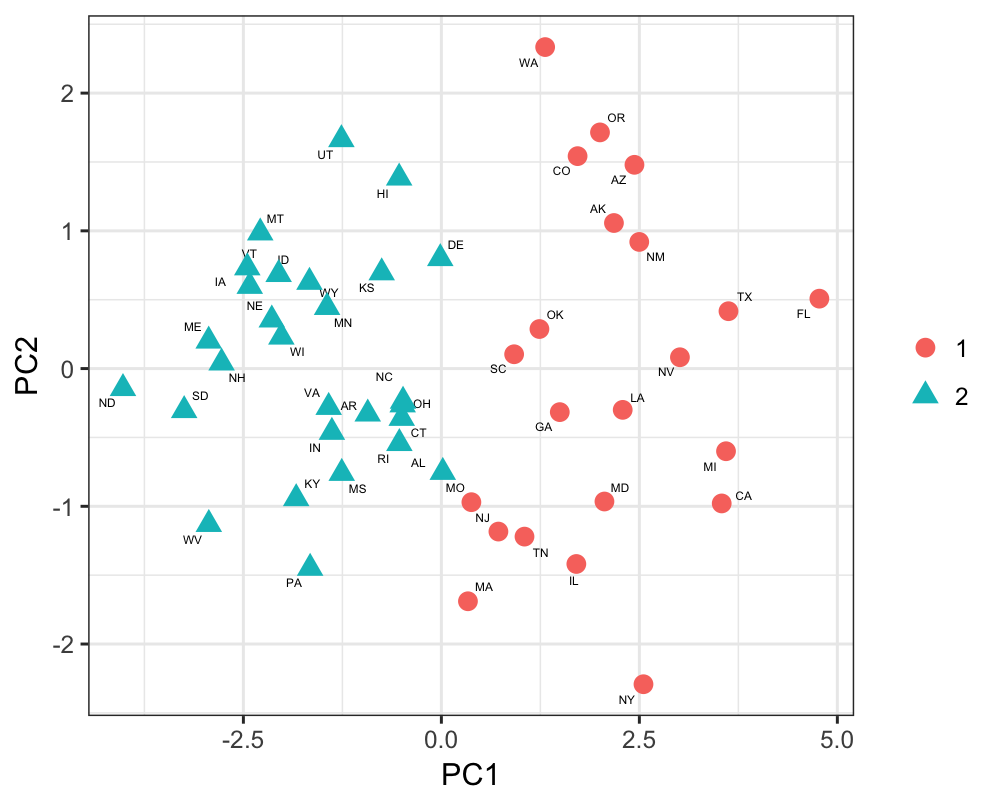 WA
2
OR
UT
CO
AZ
HI
AK
1
MT
DE
NM
VT
ID
IA
KS
WY
TX
NE
FL
OK
MN
ME
WI
0
SC
NV
NH
NC
ND
SD
VA
AR
OH
LA
GA
CT
IN
RI
AL
MI
KY
MS
MO
MD
CA
-1
NJ
WV
TN
PA
IL
MA
-2
NY
-2.5
0.0
2.5
5.0
PC1
PC2
1
2